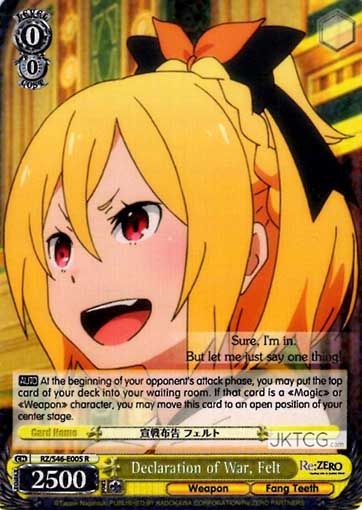 0
0
Sure, I'm in.
But let me just say one thing!
AUTO At the beginning of your opponent's attack phase, you may put the top
card of your deck into your waiting room. If that card is a «Magic» or
«Weapon» character, you may move this card to an open position of your
center stage.
Card Name
宣戦布告 フェルト
JKTCG.com
CH
RZ/S46-E005 R
Declaration of War, Felt
Re:ZERO
2500
Weapon
Fang Teeth